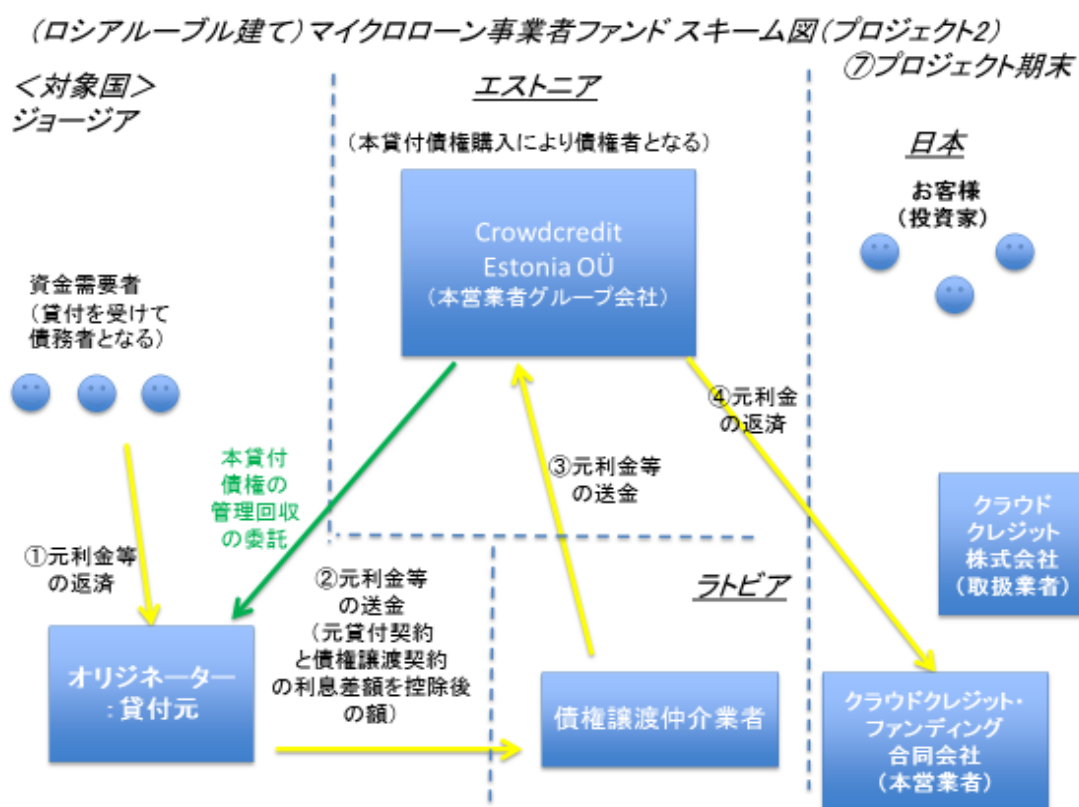 (ロシアルーブル建て)マイクロローン事業者ファンド スキーム図(プロジェクト2)
⑦プロジェクト期末
<対象国>
ジョージア
エストニア
日本
(本貸付債権購入により債権者となる)
お客様
(投資家)
Crowdcredit
Estonia OÜ
(本営業者グループ会社)
資金需要者
(貸付を受けて
債務者となる)
④元利金
の返済
本貸付
債権の
管理回収
の委託
③元利金等
の送金
クラウド
クレジット
株式会社
(取扱業者)
①元利金等
の返済
②元利金等
の送金
(元貸付契約
と債権譲渡契約
の利息差額を控除後
の額)
ラトビア
オリジネーター
:貸付元
債権譲渡仲介業者
クラウドクレジット・
ファンディング
合同会社
(本営業者)